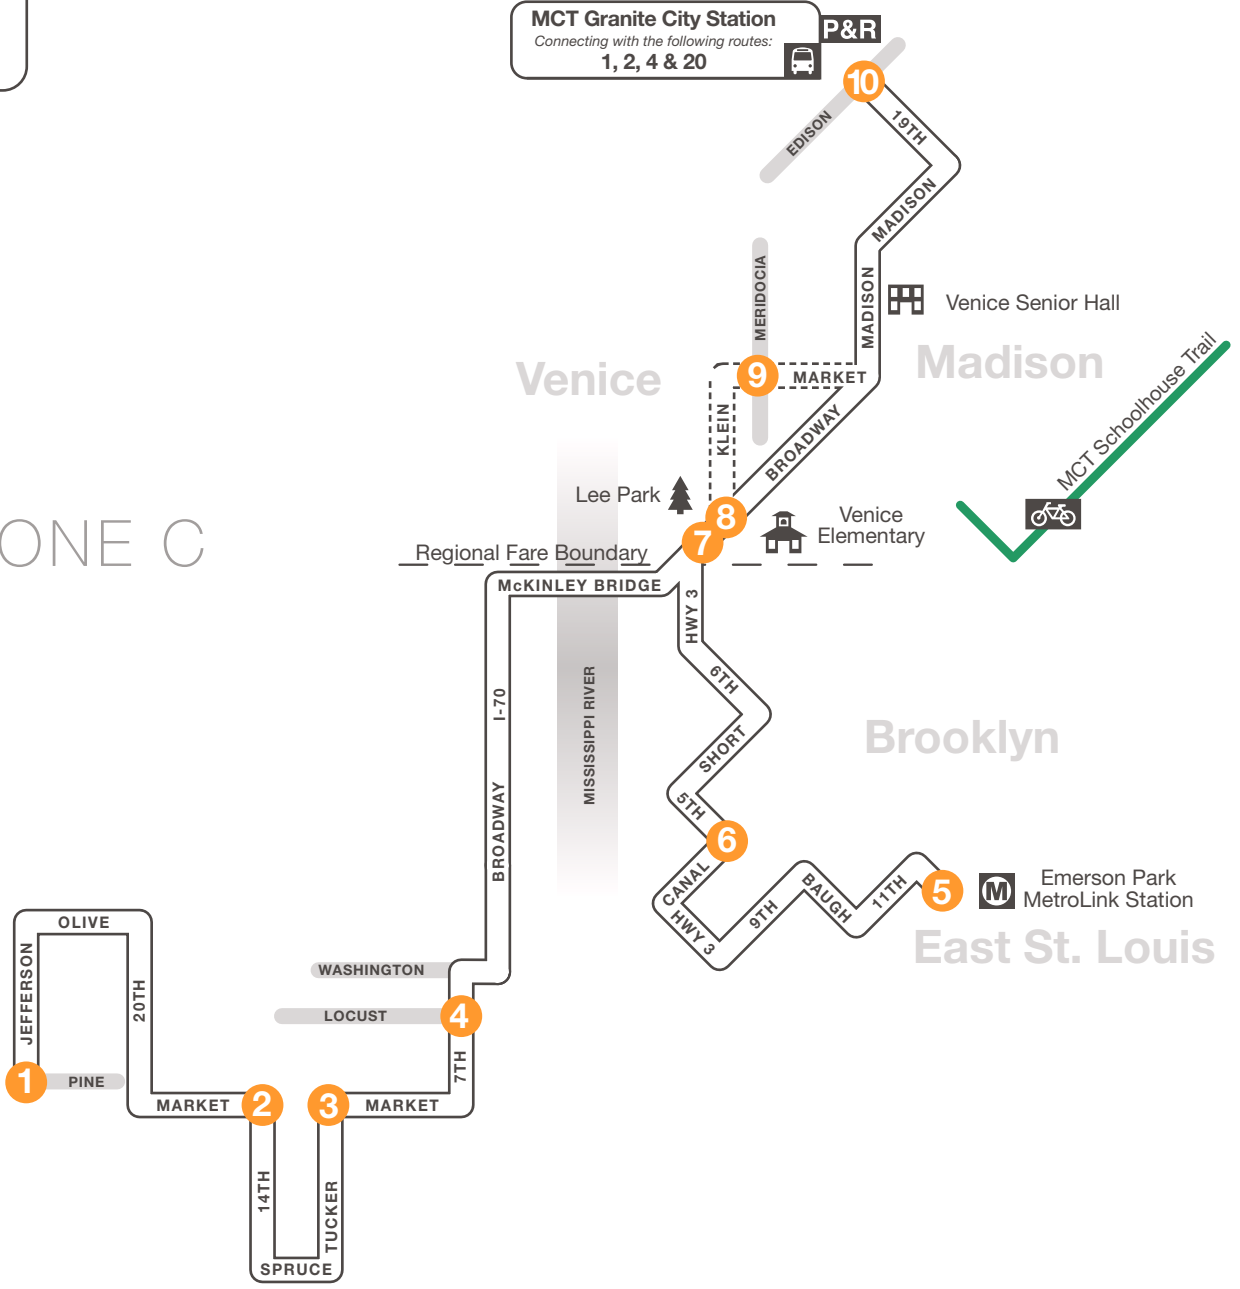 MCT Granite City Station
Connecting with the following routes:
1, 2, 4 & 20
P&R
10
19TH
EDISON
MADISON
MERIDOCIA
MADISON
Venice Senior Hall
Venice
Madison
9
MARKET
MCT Schoolhouse Trail
KLEIN
BROADWAY
Lee Park
8
7
Venice
Elementary
ONE C
Regional Fare Boundary
McKINLEY BRIDGE
HWY 3
6TH
I-70
MISSISSIPPI RIVER
SHORT
Brooklyn
BROADWAY
5TH
6
CANAL
HWY 3
9TH
BAUGH
11TH
5
M
Emerson Park
MetroLink Station
East St. Louis
OLIVE
JEFFERSON
20TH
WASHINGTON
LOCUST
4
7TH
1
PINE
MARKET
2
3
MARKET
14TH
TUCKER
SPRUCE